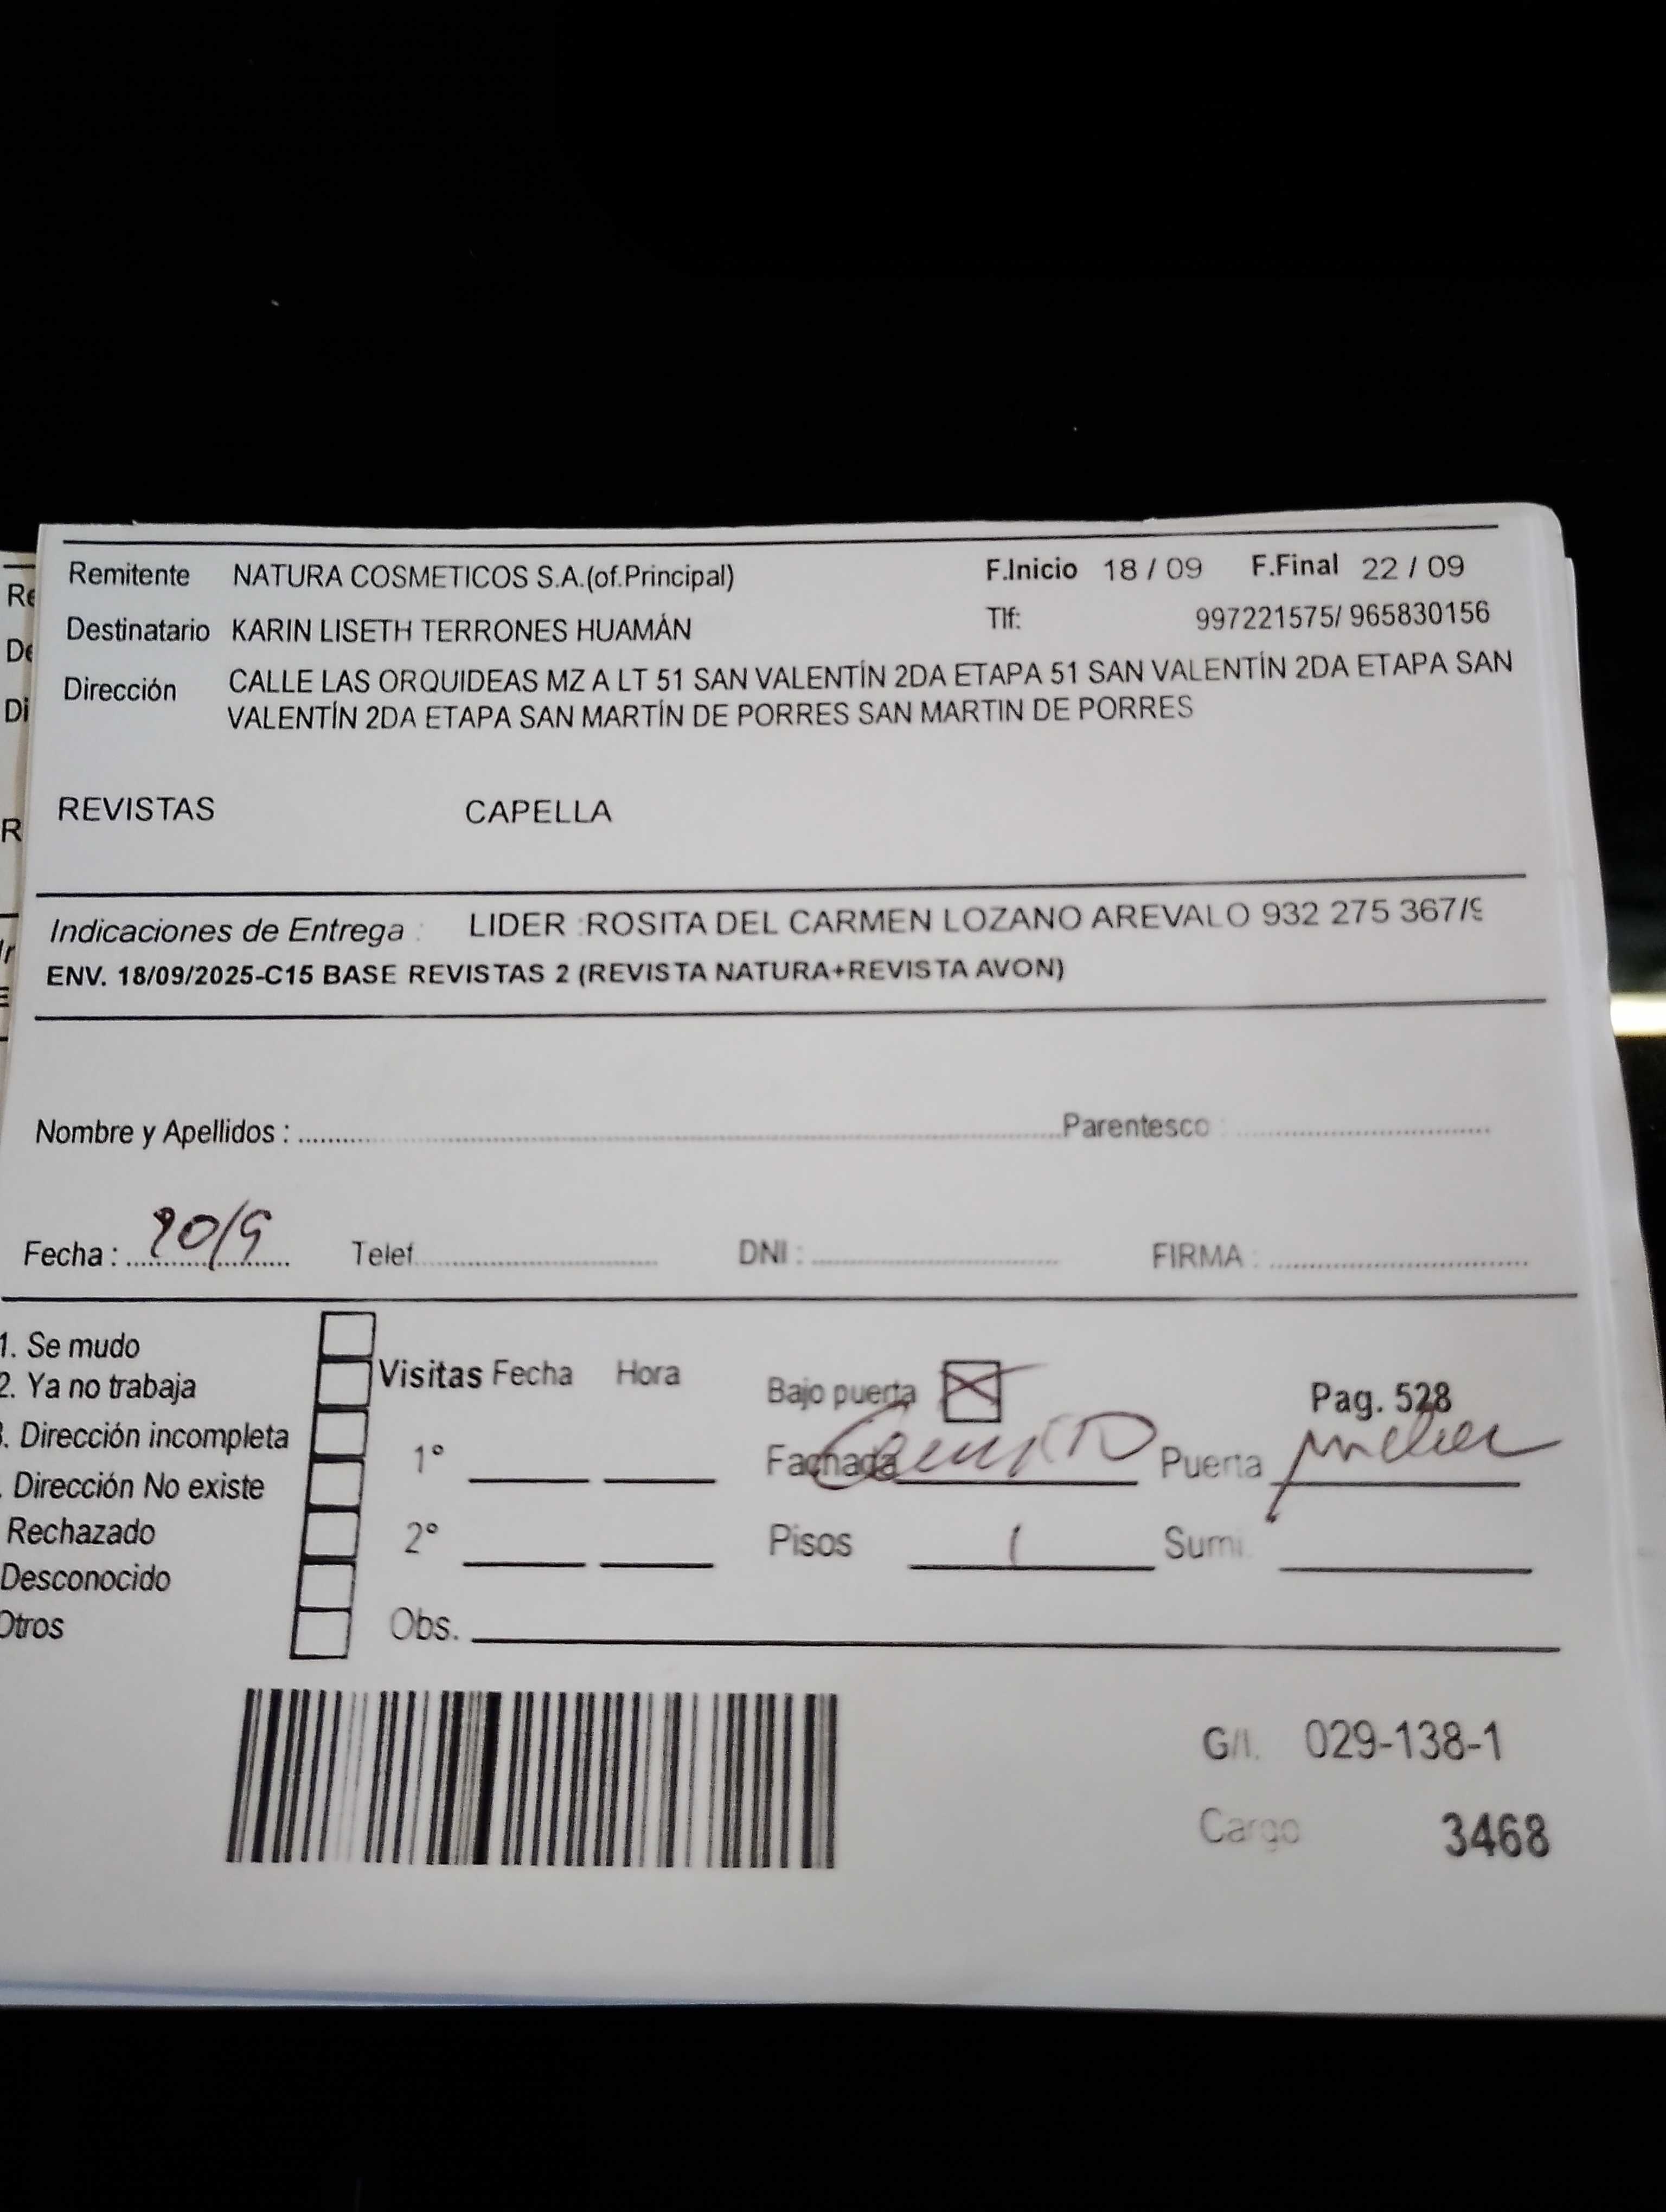 Remitente NATURA COSMETICOS S.A.(of.Principal) F.Inicio 18 / 09 F.Final 22 / 09
Destinatario KARIN LISETH TERRONES HUAMÁN Tlf: 997221575/ 965830156
Dirección CALLE LAS ORQUIDEAS MZ A LT 51 SAN VALENTÍN 2DA ETAPA 51 SAN VALENTÍN 2DA ETAPA SAN
VALENTÍN 2DA ETAPA SAN MARTÍN DE PORRES SAN MARTIN DE PORRES
REVISTAS CAPELLA
Indicaciones de Entrega : LIDER :ROSITA DEL CARMEN LOZANO AREVALO 932 275 367/9
ENV. 18/09/2025-C15 BASE REVISTAS 2 (REVISTA NATURA+REVISTA AVON)
Nombre y Apellidos : Parentesco :
Fecha : 20/9 Telef. DNI : FIRMA :
1. Se mudo
2. Ya no trabaja Visitas Fecha Hora Bajo puerta Pag. 528
. Dirección incompleta 1° Fachada Puerta
. Dirección No existe
Rechazado 2° Pisos 1 Sumi.
Desconocido
Otros Obs.
G/I. 029-138-1
Cargo 3468